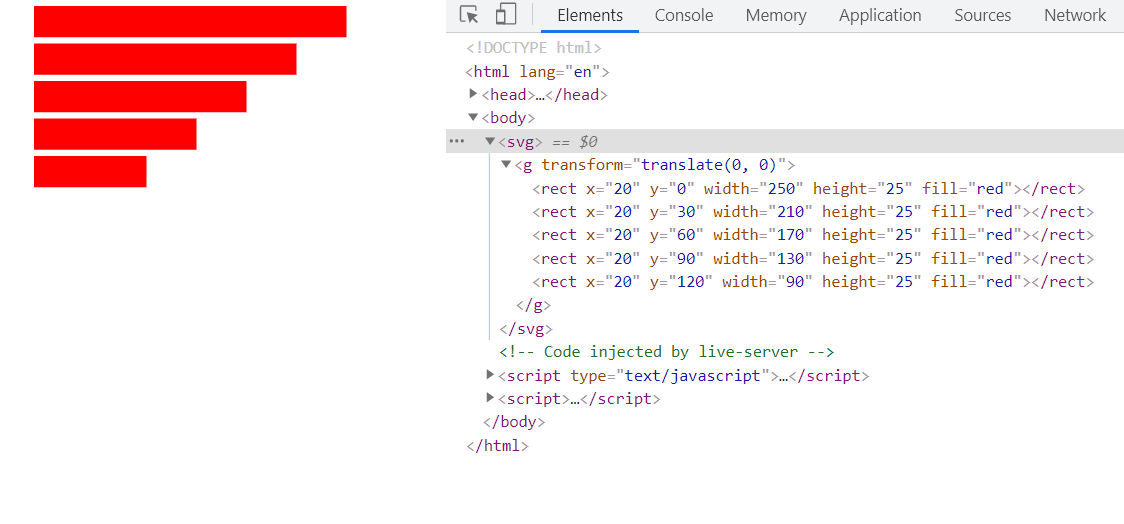 Elements Console Memory Application Sources Network
<!DOCTYPE html>
<html lang="en">
<head>…</head>
<body>
<svg> == $0
<g transform="translate(0, 0)">
<rect x="20" y="0" width="250" height="25" fill="red"></rect>
<rect x="20" y="30" width="210" height="25" fill="red"></rect>
<rect x="20" y="60" width="170" height="25" fill="red"></rect>
<rect x="20" y="90" width="130" height="25" fill="red"></rect>
<rect x="20" y="120" width="90" height="25" fill="red"></rect>
</g>
</svg>
<!-- Code injected by live-server -->
<script type="text/javascript">…</script>
<script>…</script>
</body>
</html>